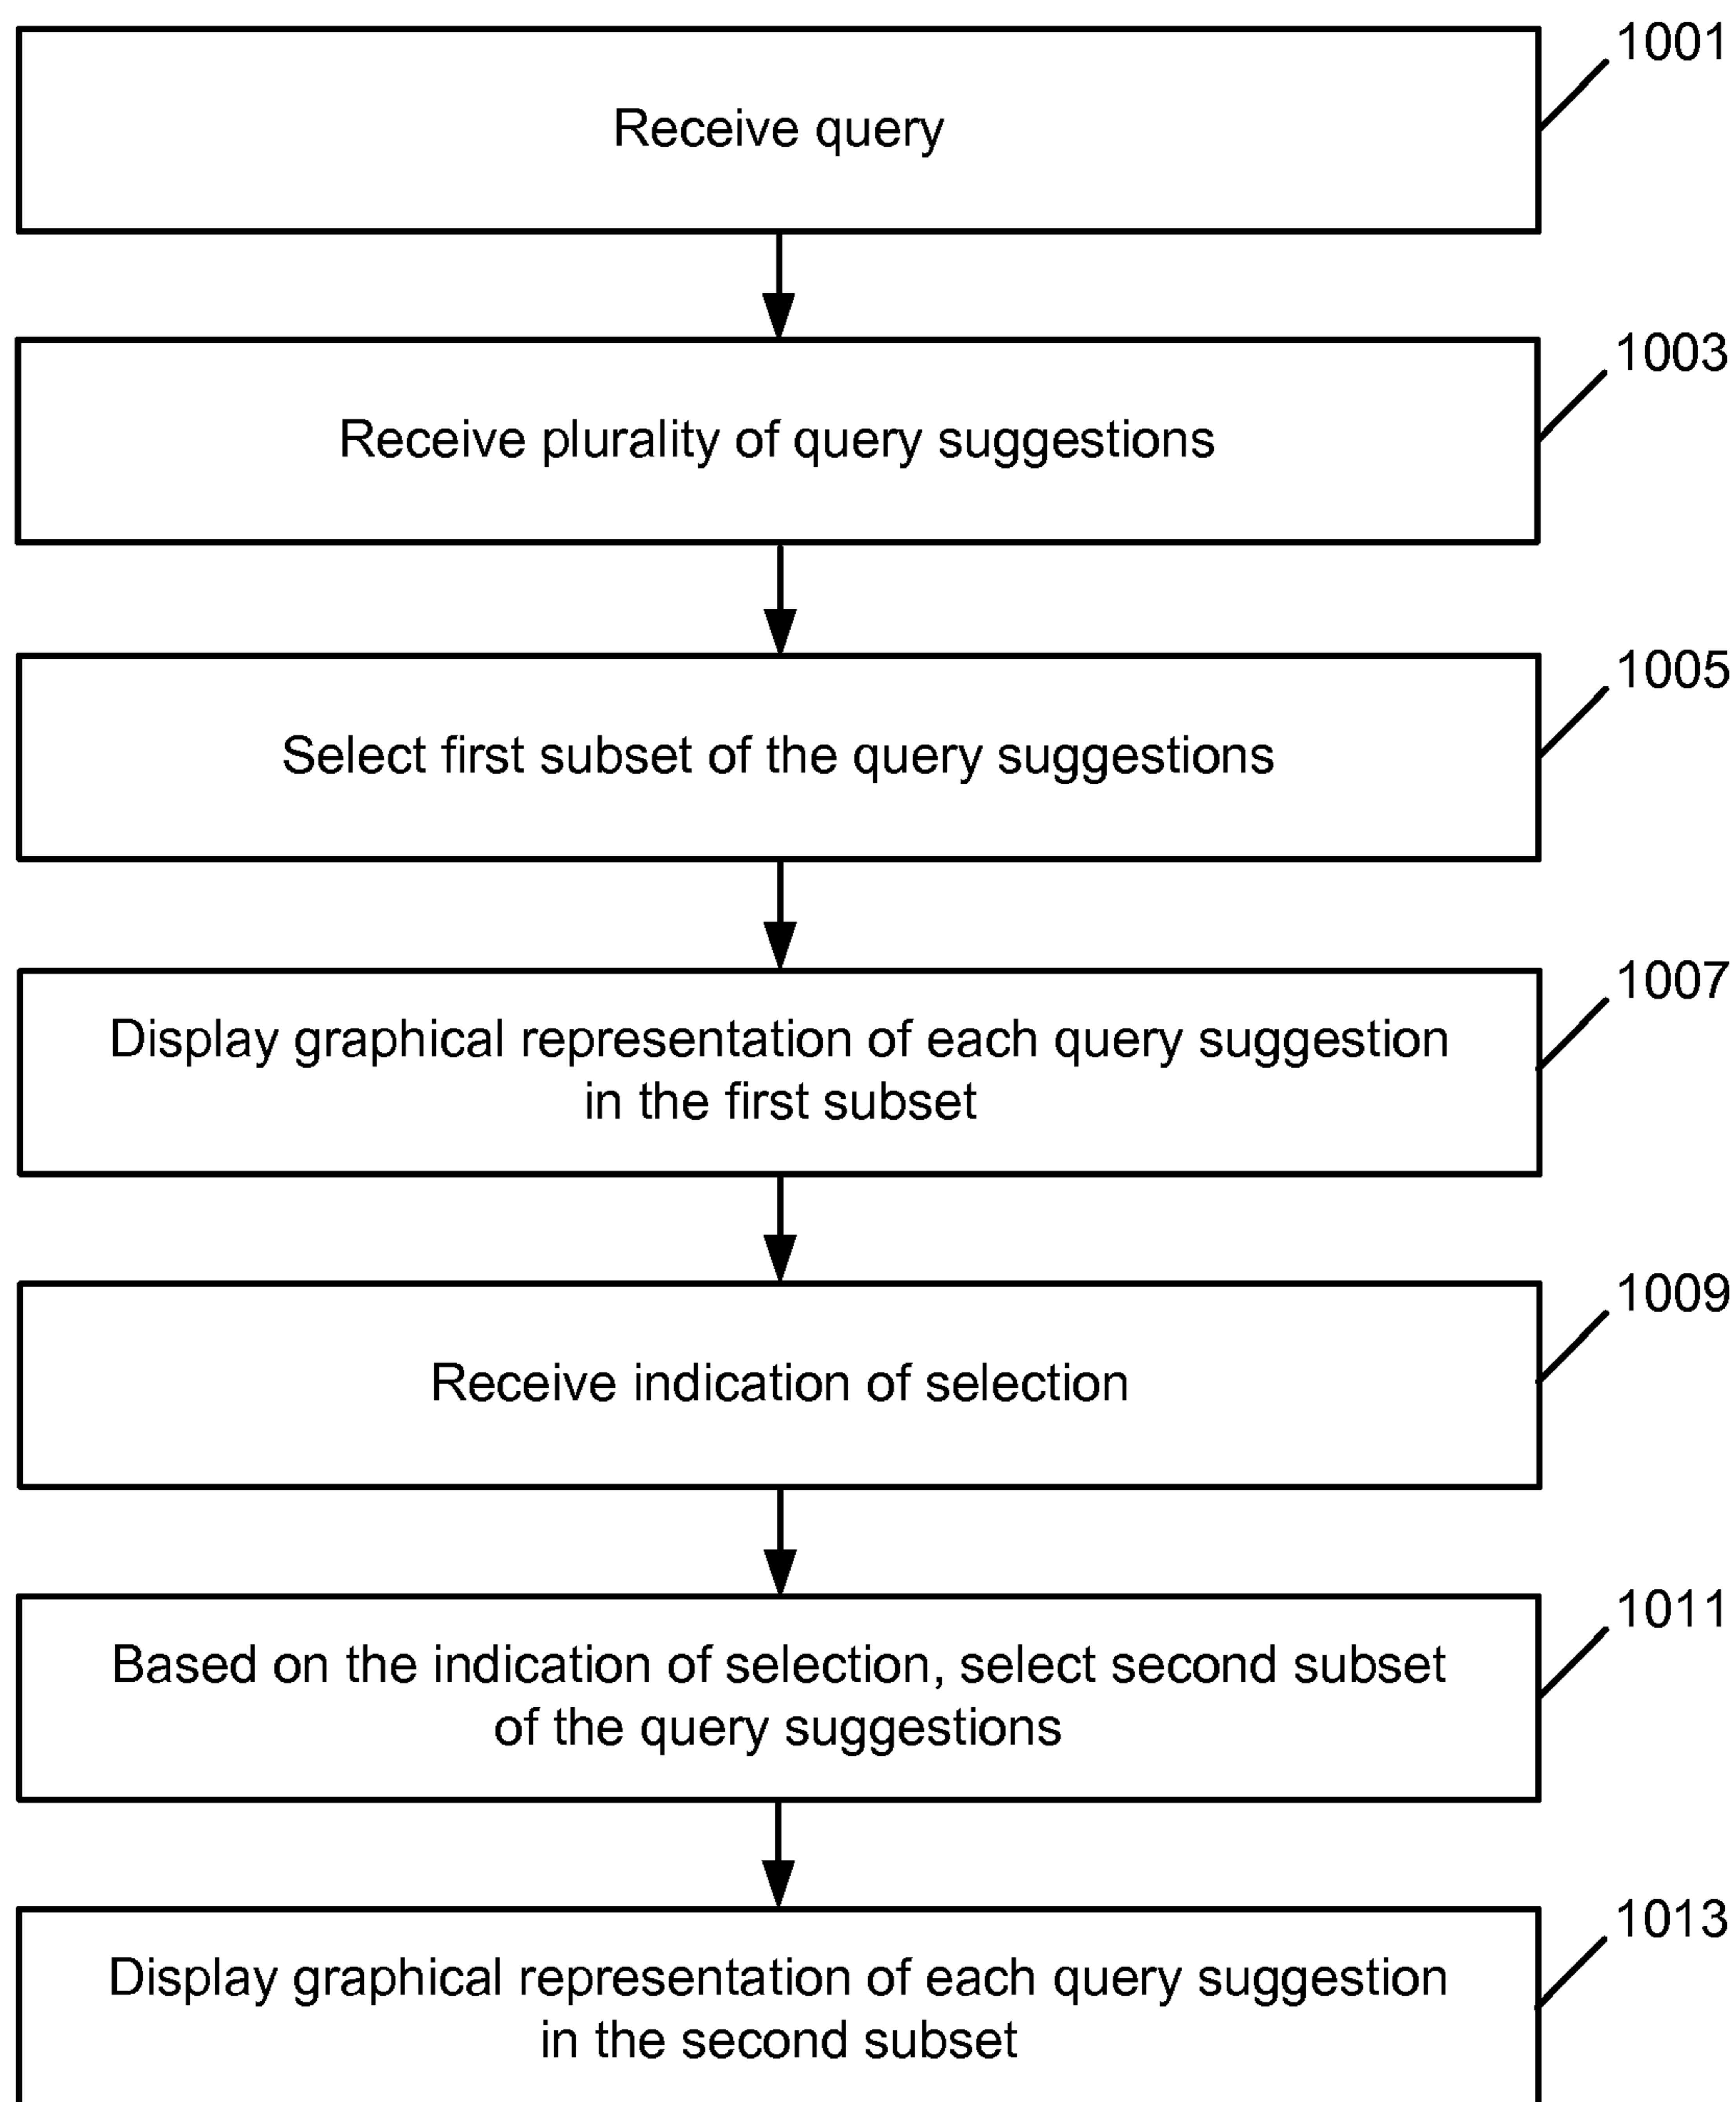 1001
Receive query
1003
Receive plurality of query suggestions
1005
Select first subset of the query suggestions
1007
Display graphical representation of each query suggestion
in the first subset
1009
Receive indication of selection
1011
Based on the indication of selection, select second subset
of the query suggestions
1013
Display graphical representation of each query suggestion
in the second subset